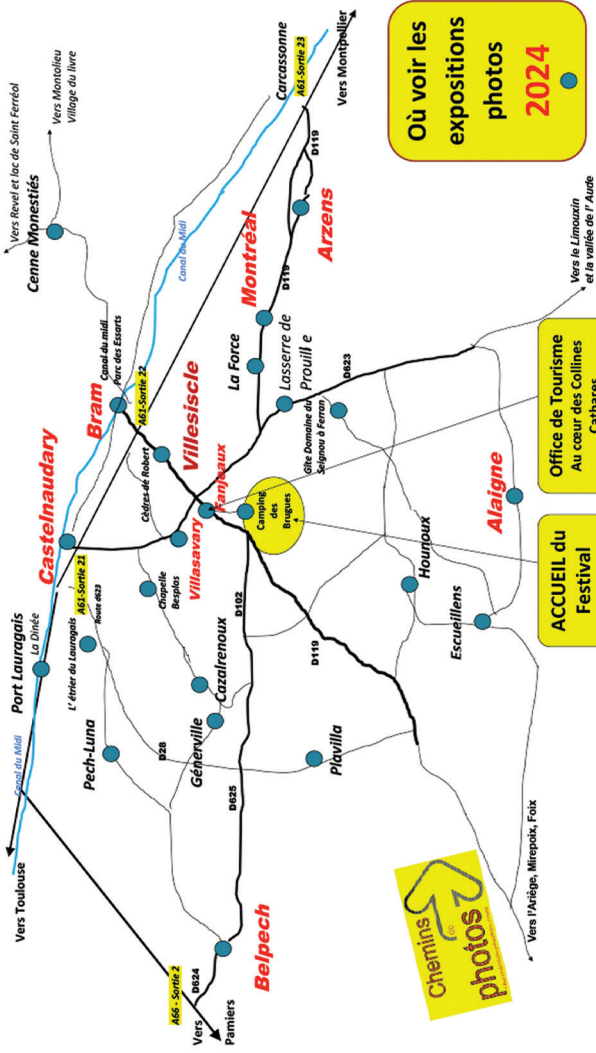 Où voir les
expositions
photos
2024
Vers Revel et lac de Saint Ferréol
Vers Montolieu
Village du livre
Cenne Monestiés
Carcassonne
A61-Sortie 23
Vers Montpellier
Canal du Midi
D119
Arzens
Montréal
D119
La Force
Lasserre de
Prouille
D623
Vers le Limouxin
et la vallée de l' Aude
Canal du midi
Parc des Essarts
Bram
A61-Sortie 22
Villesiscle
Cèdres de Robert
Fanjeaux
Gîte Domaine du
Seignou à Ferran
Camping
des
Brugues
Castelnaudary
A61-Sortie 21
Route d623
Villasavary
Chapelle
Besplas
Port Lauragais
La Dinée
L' étrier du Lauragais
Canal du Midi
Vers Toulouse
Pech-Luna
Cazalrenoux
Génerville
D102
D28
D625
D119
Plavilla
Hounoux
Escueillens
Alaigne
Office de Tourisme
Au cœur des Collines
Cathares
ACCUEIL du
Festival
A66 - Sortie 2
D624
Vers
Pamiers
Belpech
Vers l'Ariège, Mirepoix, Foix
Chemins
de
photos